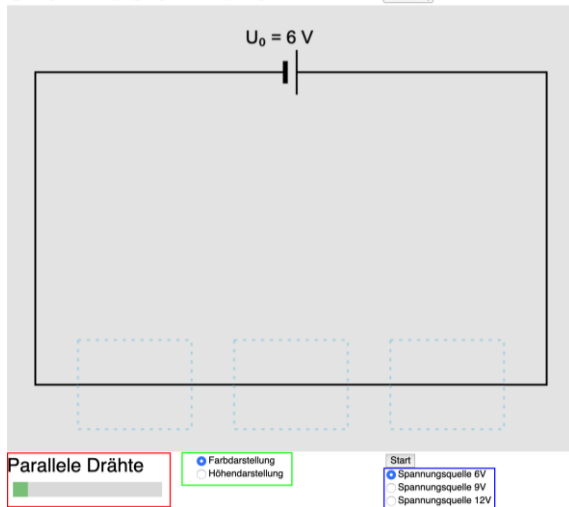 U₀ = 6 V
Parallele Drähte
Farbdarstellung
Höhendarstellung
Start
Spannungsquelle 6V
Spannungsquelle 9V
Spannungsquelle 12V